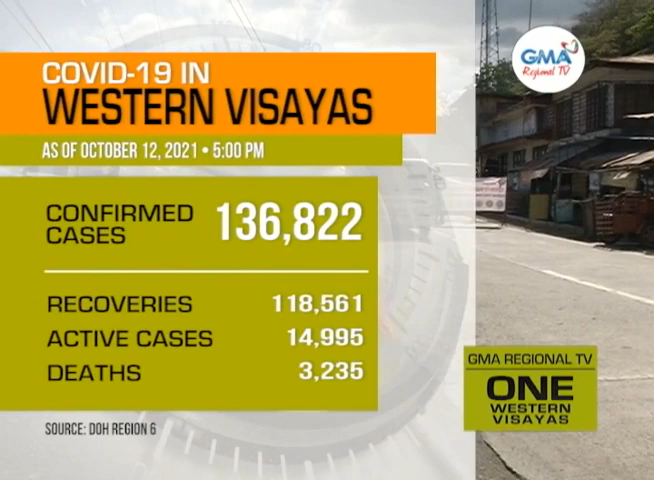 COVID-19 IN
WESTERN VISAYAS
AS OF OCTOBER 12, 2021 • 5:00 PM
CONFIRMED
CASES
136,822
RECOVERIES 118,561
ACTIVE CASES 14,995
DEATHS 3,235
SOURCE: DOH REGION 6
GMA
Regional TV
GMA REGIONAL TV
ONE
WESTERN
VISAYAS